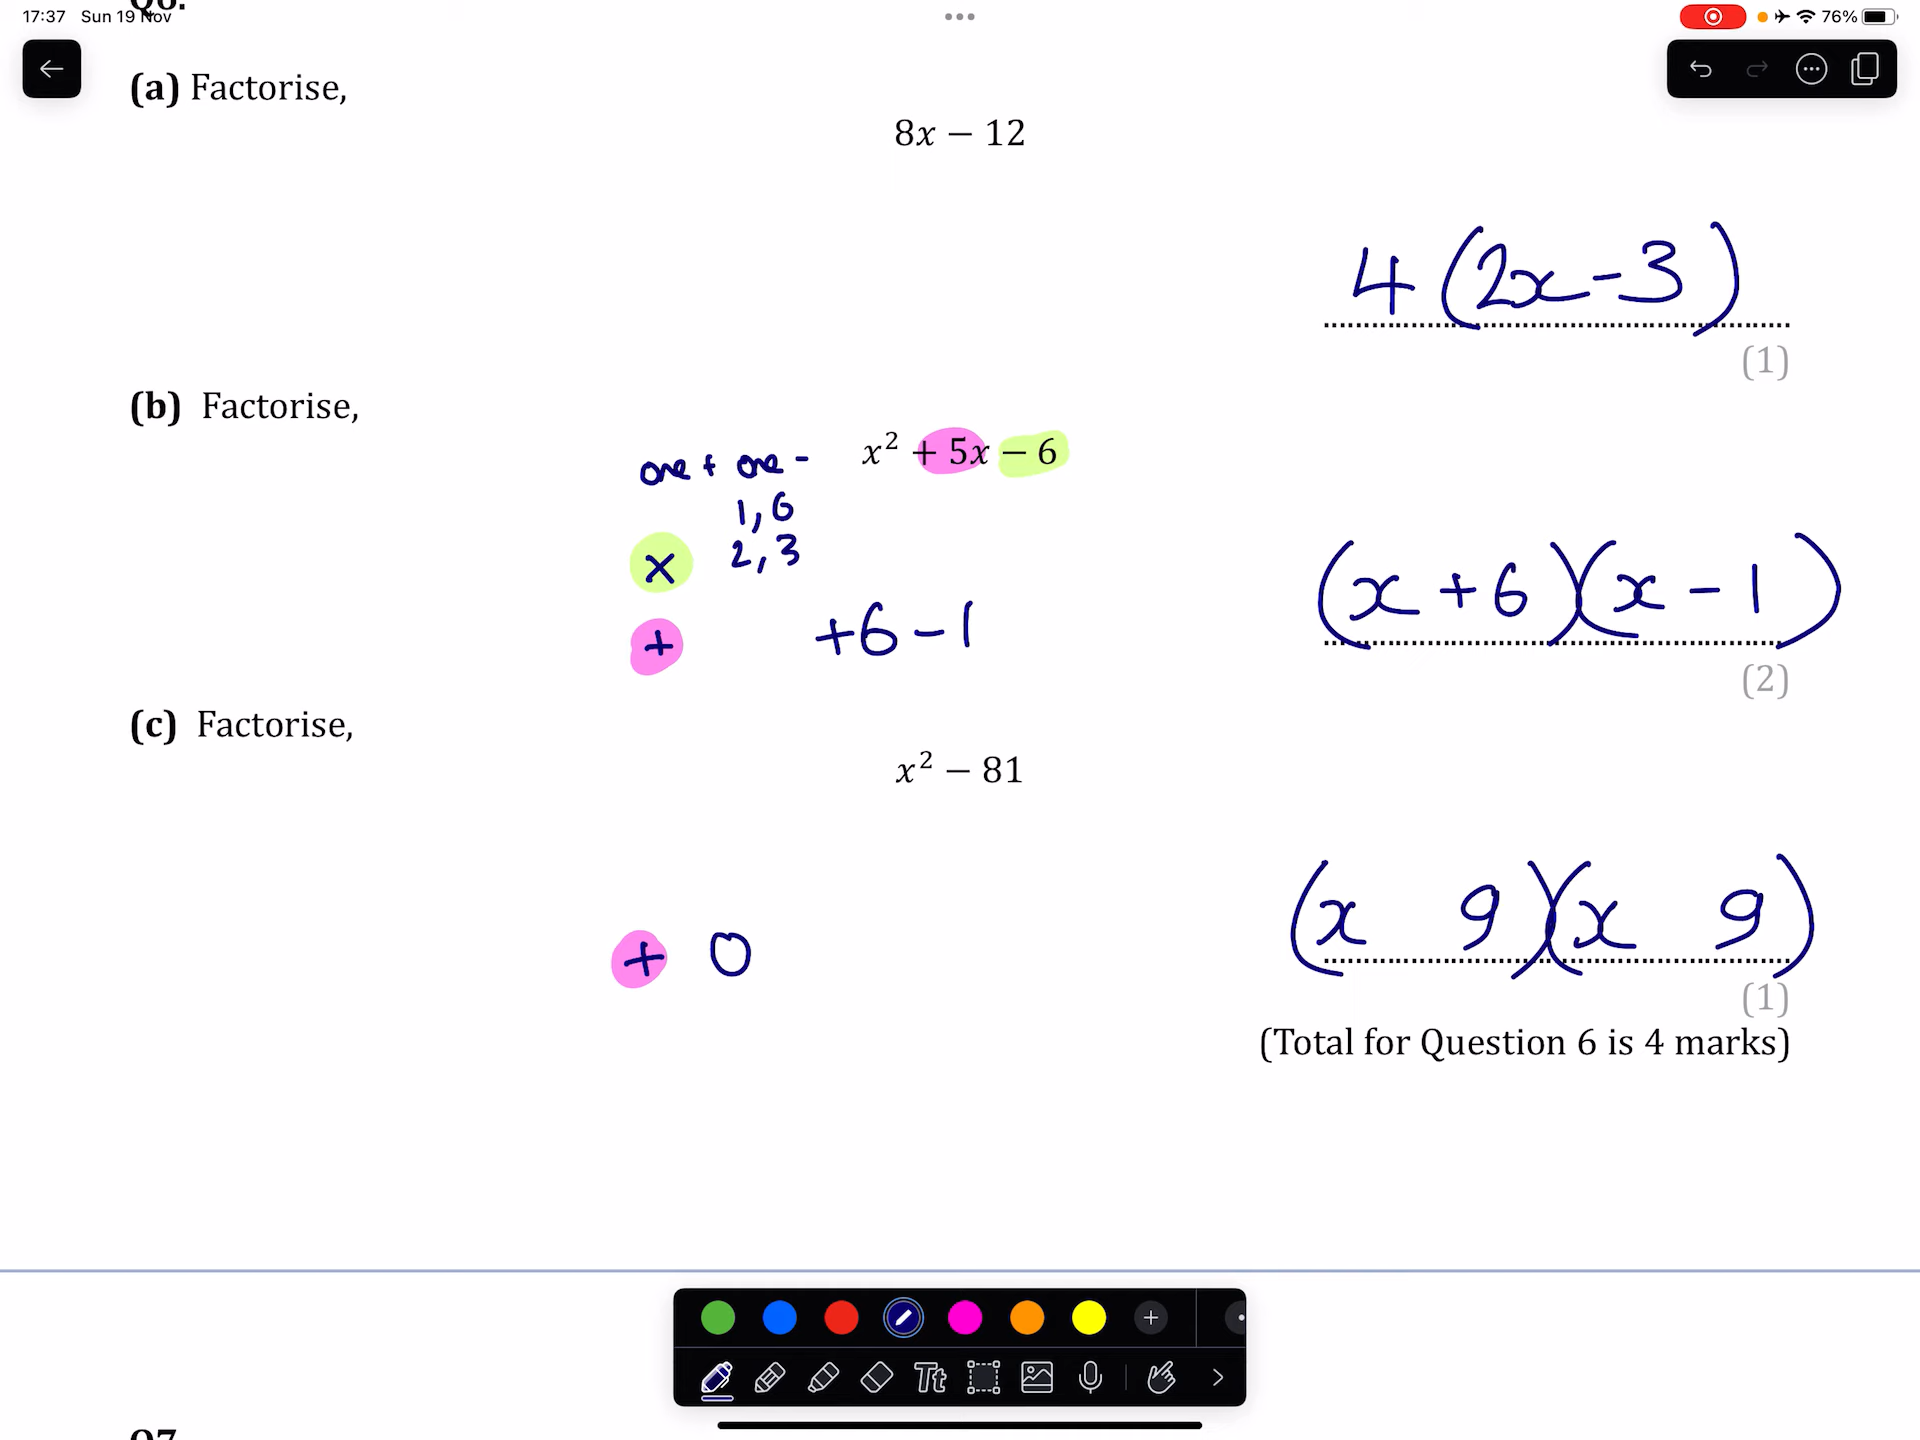 17:37 Sun 19 Nov
76%
(a) Factorise,
8x − 12
4(2x-3)
(1)
(b) Factorise,
x² + 5x − 6
one + one -
1, 6
x 2, 3
(x + 6)(x - 1)
+ +6 - 1
(2)
(c) Factorise,
x² − 81
(x 9)(x 9)
+ 0
(1)
(Total for Question 6 is 4 marks)
Tt